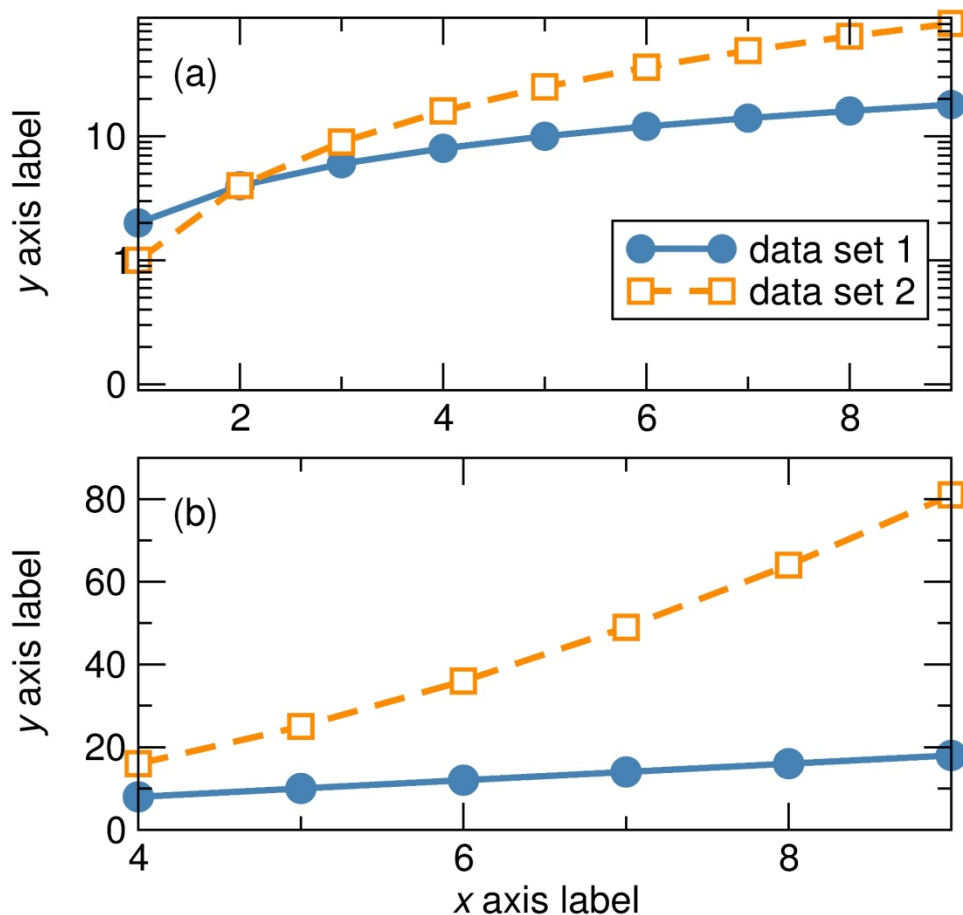 (a)
y axis label
10
1
0
data set 1
data set 2
2
4
6
8
(b)
y axis label
80
60
40
20
0
4
6
8
x axis label